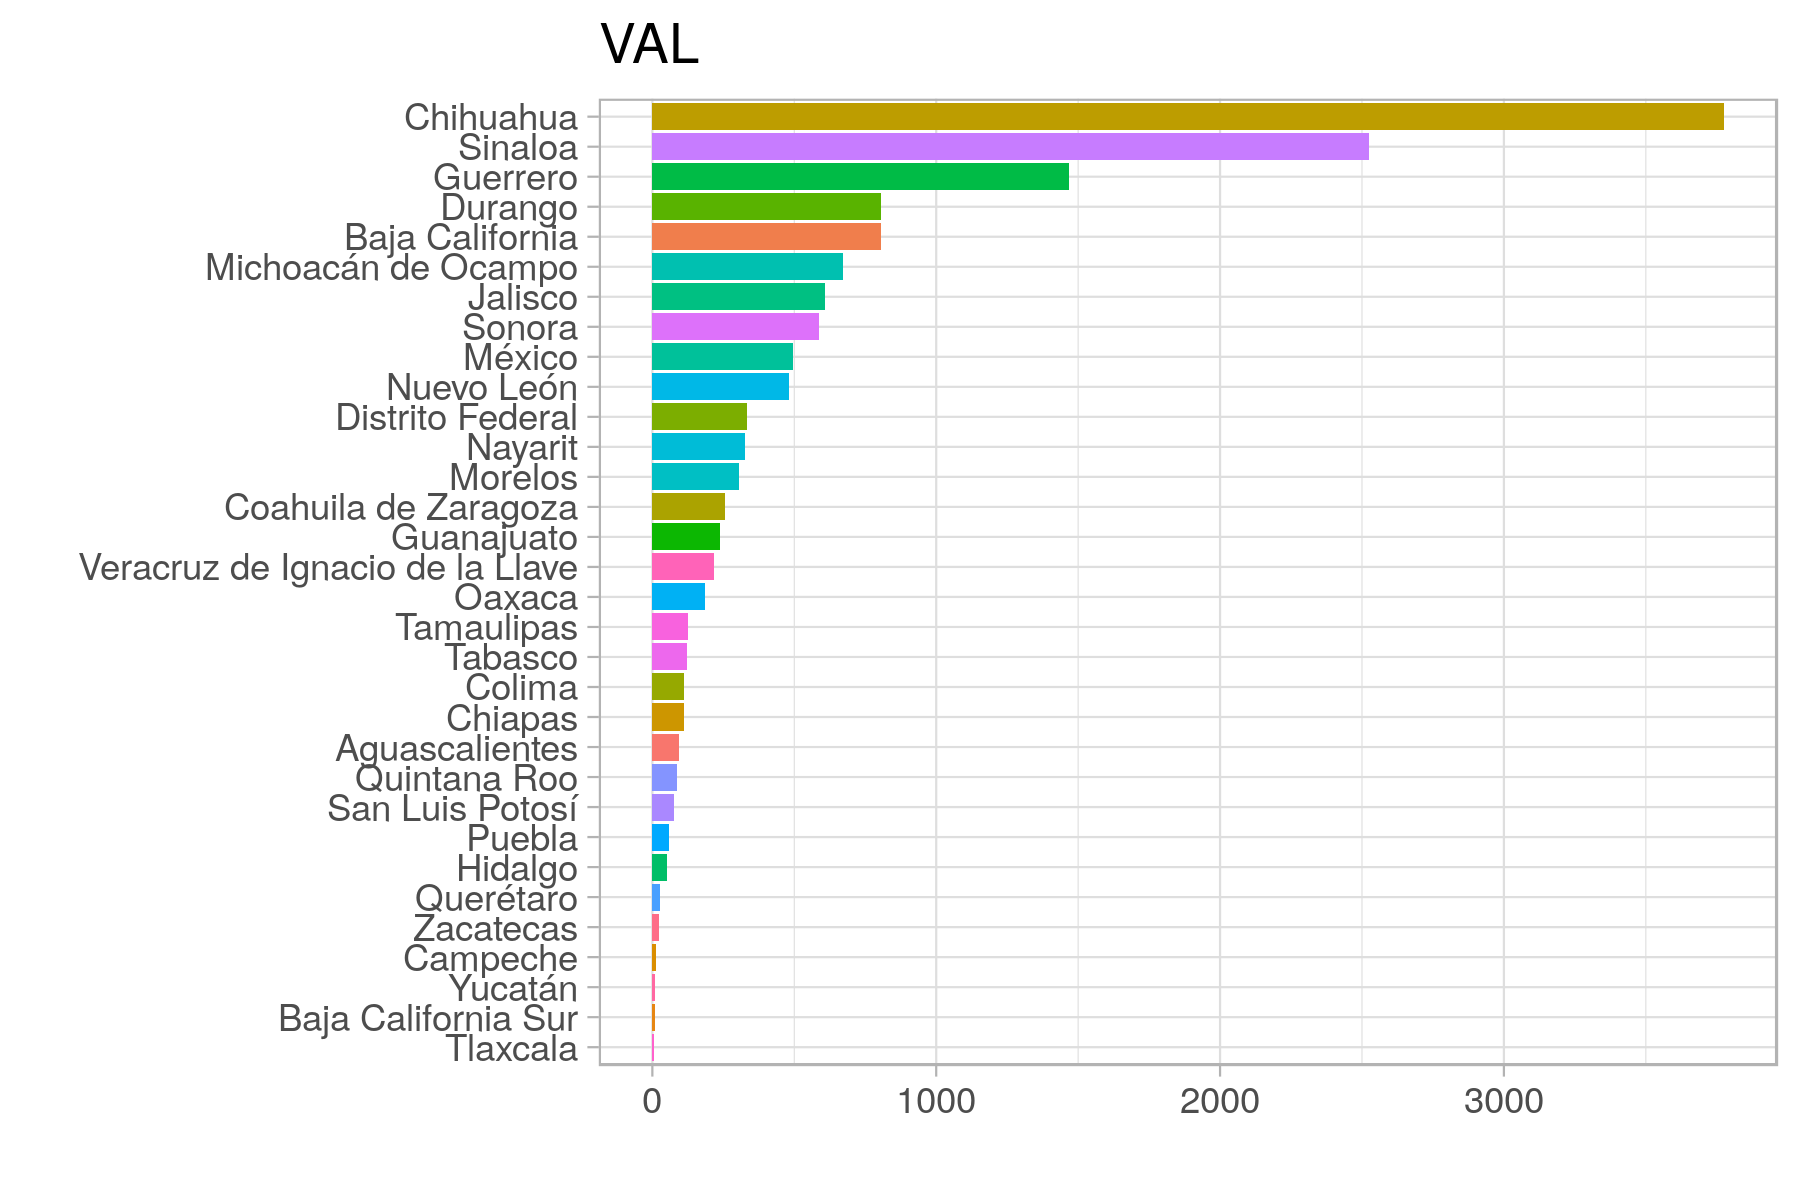 VAL
Chihuahua
Sinaloa
Guerrero
Durango
Baja California
Michoacán de Ocampo
Jalisco
Sonora
México
Nuevo León
Distrito Federal
Nayarit
Morelos
Coahuila de Zaragoza
Guanajuato
Veracruz de Ignacio de la Llave
Oaxaca
Tamaulipas
Tabasco
Colima
Chiapas
Aguascalientes
Quintana Roo
San Luis Potosí
Puebla
Hidalgo
Querétaro
Zacatecas
Campeche
Yucatán
Baja California Sur
Tlaxcala
0 1000 2000 3000